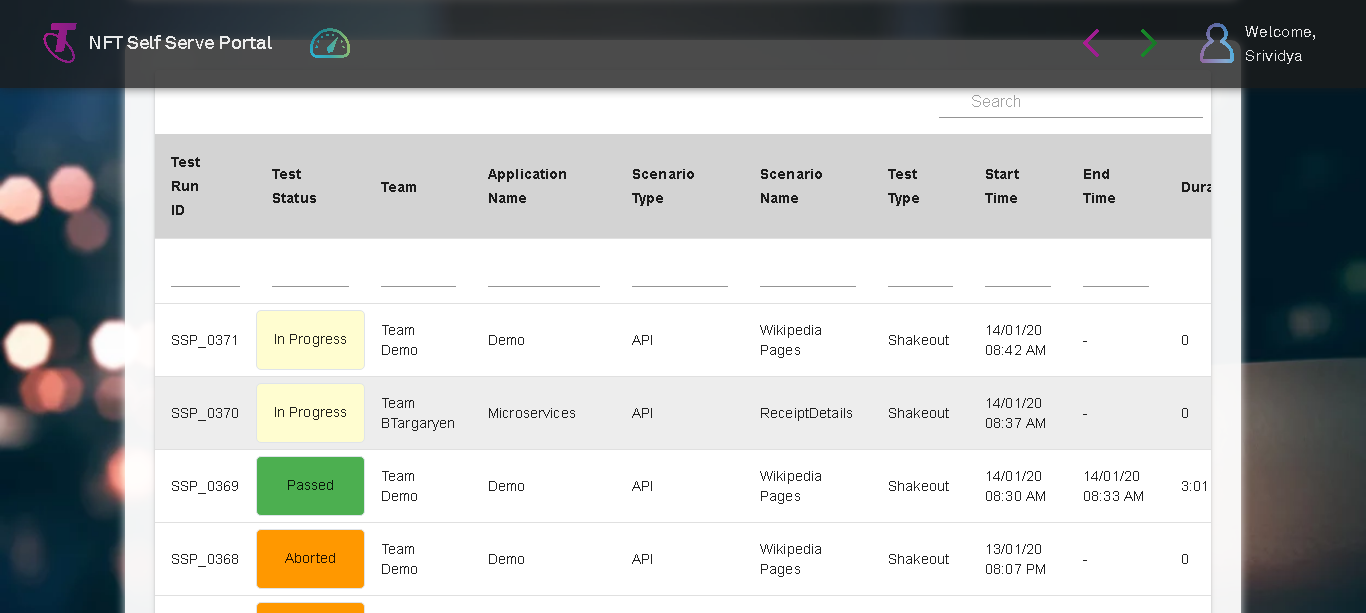 NFT Self Serve Portal
Welcome,
Srividya
Search
Test
Run
ID
Test
Status
Team
Application
Name
Scenario
Type
Scenario
Name
Test
Type
Start
Time
End
Time
Dura
SSP_0371
In Progress
Team
Demo
Demo
API
Wikipedia
Pages
Shakeout
14/01/20
08:42 AM
-
0
SSP_0370
In Progress
Team
BTargaryen
Microservices
API
ReceiptDetails
Shakeout
14/01/20
08:37 AM
-
0
SSP_0369
Passed
Team
Demo
Demo
API
Wikipedia
Pages
Shakeout
14/01/20
08:30 AM
14/01/20
08:33 AM
3:01
SSP_0368
Aborted
Team
Demo
Demo
API
Wikipedia
Pages
Shakeout
13/01/20
08:07 PM
-
0